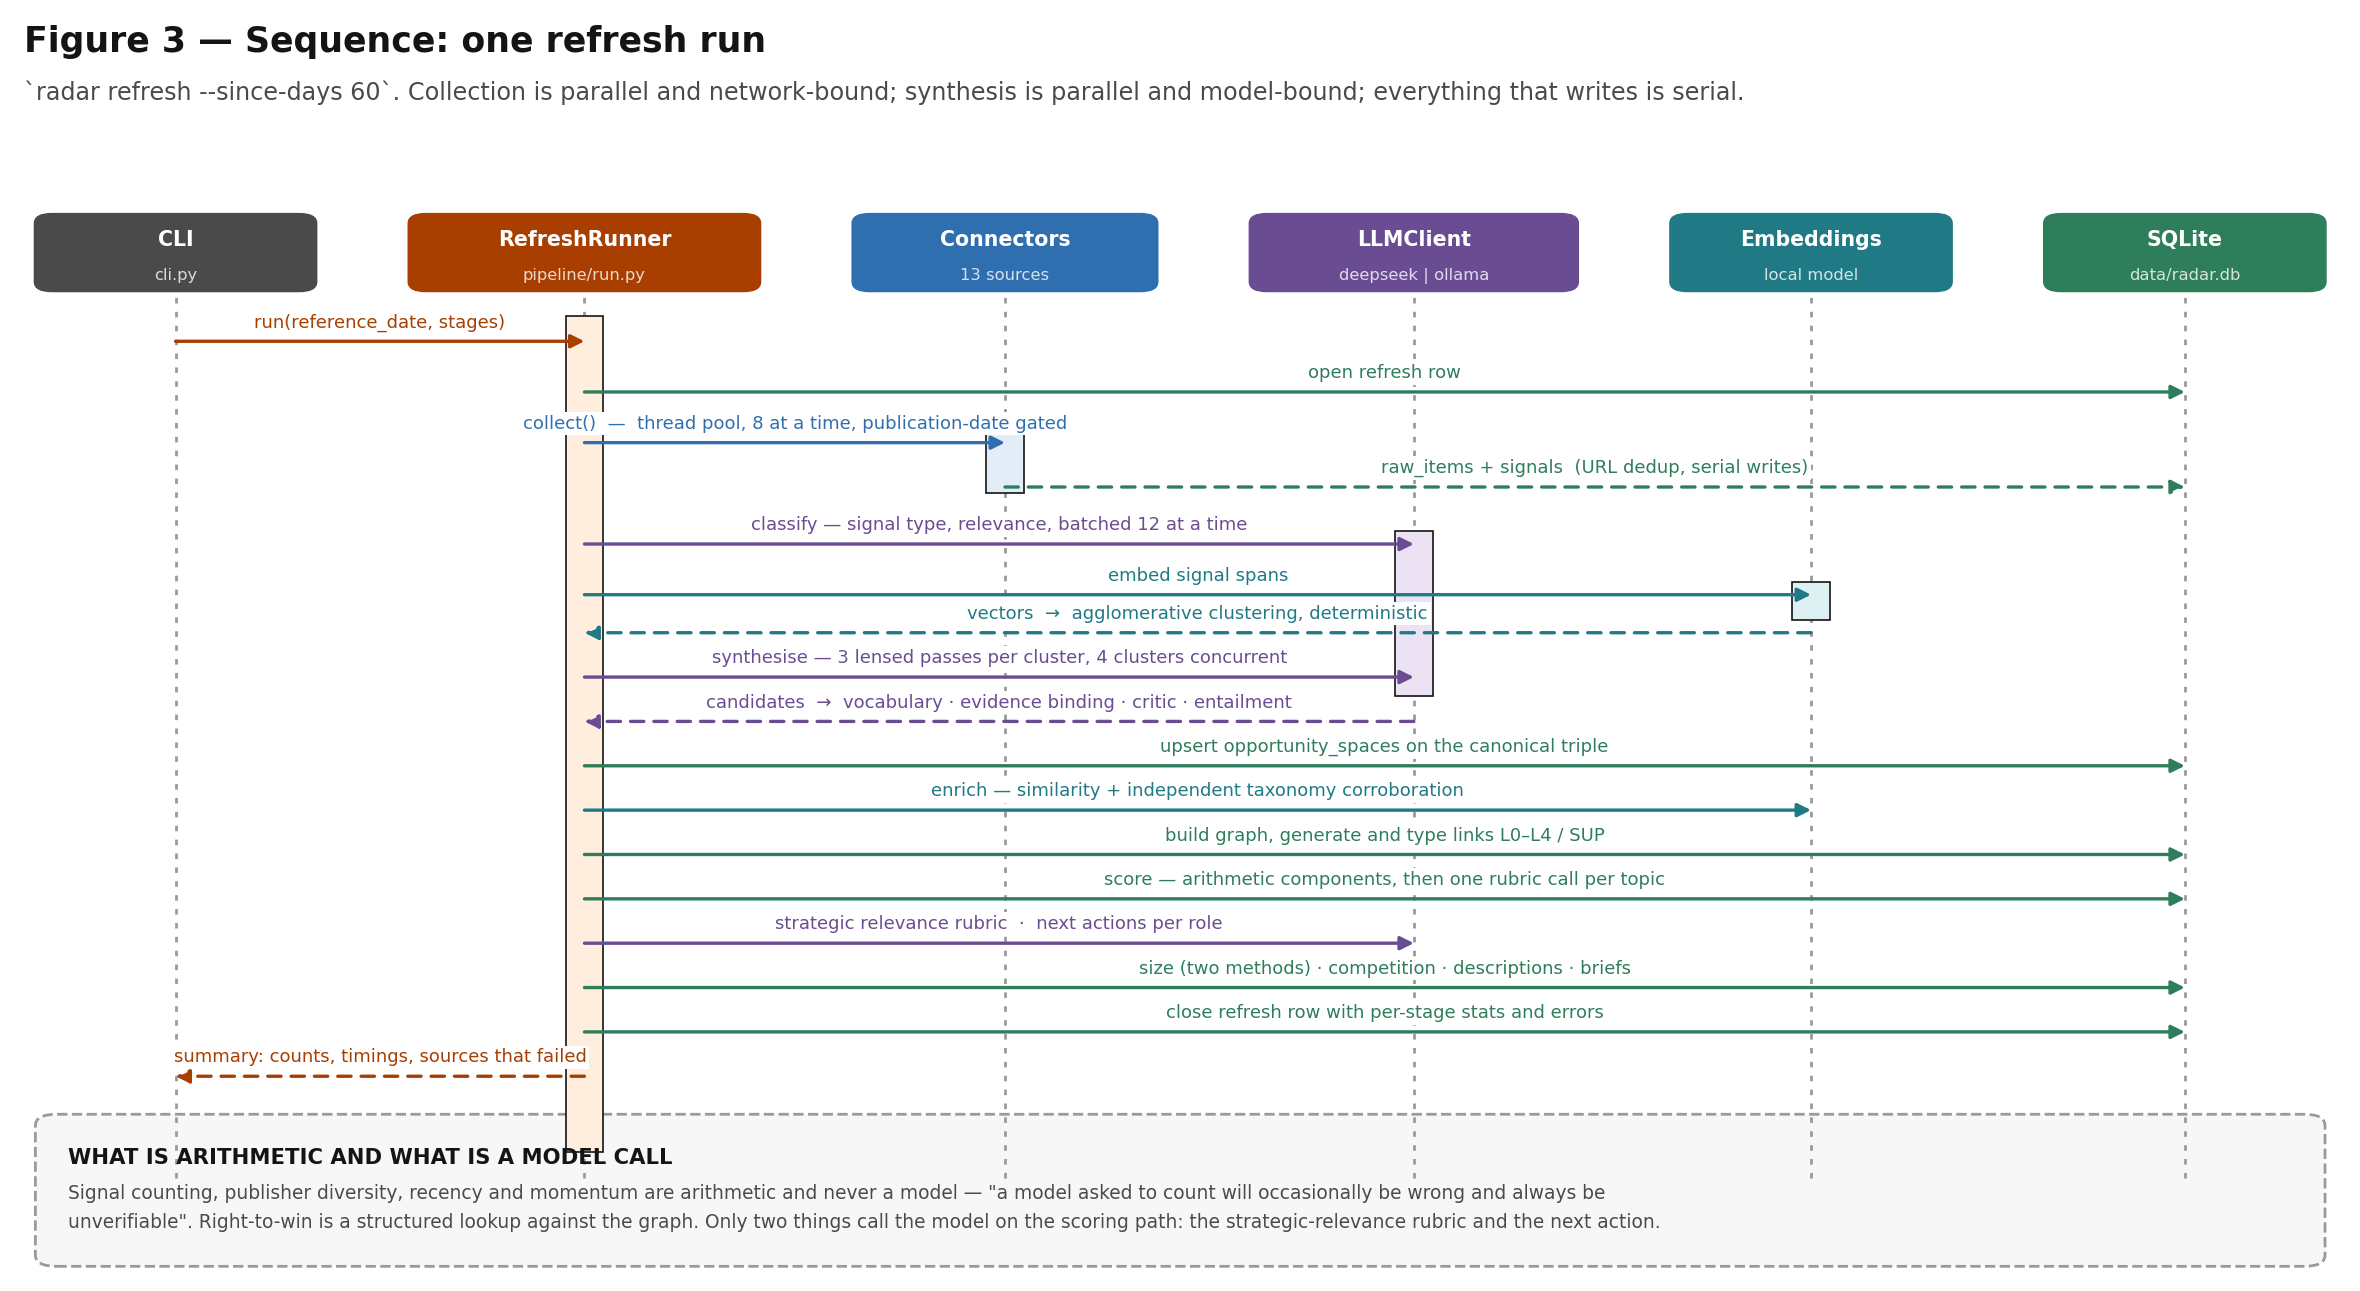 Figure 3 — Sequence: one refresh run
`radar refresh --since-days 60`. Collection is parallel and network-bound; synthesis is parallel and model-bound; everything that writes is serial.
CLI
cli.py
RefreshRunner
pipeline/run.py
Connectors
13 sources
LLMClient
deepseek | ollama
Embeddings
local model
SQLite
data/radar.db
run(reference_date, stages)
open refresh row
collect()  —  thread pool, 8 at a time, publication-date gated
raw_items + signals  (URL dedup, serial writes)
classify — signal type, relevance, batched 12 at a time
embed signal spans
vectors  →  agglomerative clustering, deterministic
synthesise — 3 lensed passes per cluster, 4 clusters concurrent
candidates  →  vocabulary · evidence binding · critic · entailment
upsert opportunity_spaces on the canonical triple
enrich — similarity + independent taxonomy corroboration
build graph, generate and type links L0–L4 / SUP
score — arithmetic components, then one rubric call per topic
strategic relevance rubric  ·  next actions per role
size (two methods) · competition · descriptions · briefs
close refresh row with per-stage stats and errors
summary: counts, timings, sources that failed
WHAT IS ARITHMETIC AND WHAT IS A MODEL CALL
Signal counting, publisher diversity, recency and momentum are arithmetic and never a model — "a model asked to count will occasionally be wrong and always be
unverifiable". Right-to-win is a structured lookup against the graph. Only two things call the model on the scoring path: the strategic-relevance rubric and the next action.